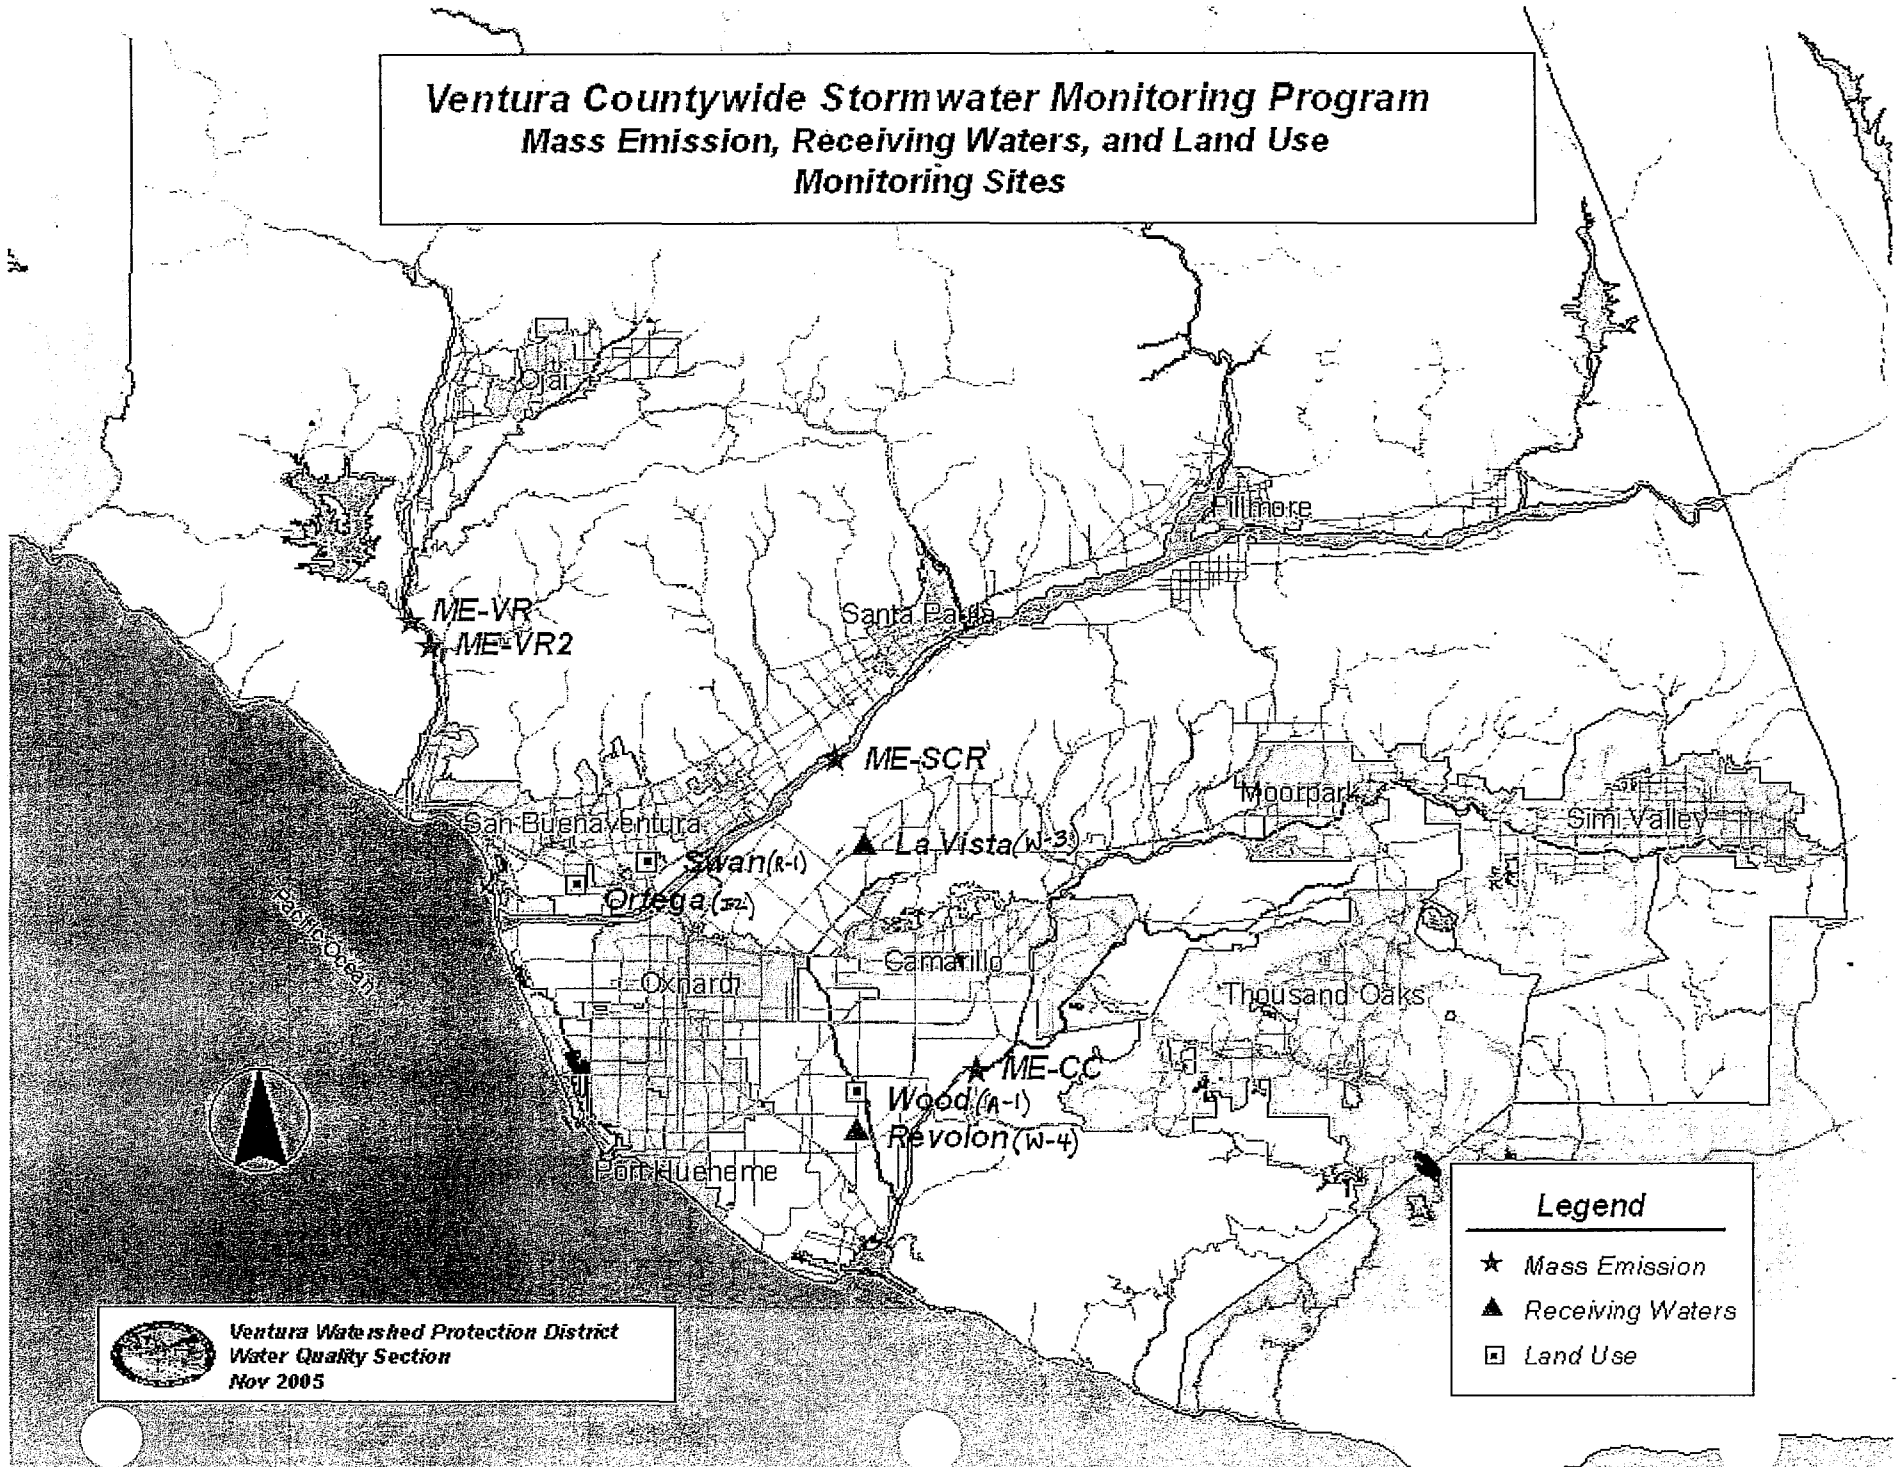 Ventura Countywide Stormwater Monitoring Program
Mass Emission, Receiving Waters, and Land Use
Monitoring Sites
Ojai
Fillmore
Santa Paula
ME-VR
ME-VR2
ME-SCR
Moorpark
Simi Valley
San Buenaventura
La Vista (W-3)
Swan (R-1)
Ortega (I-2)
Pacific Ocean
Camarillo
Oxnard
Thousand Oaks
ME-CC
Wood (A-1)
Revolon (W-4)
Port Hueneme
Legend
Mass Emission
Receiving Waters
Land Use
Ventura Watershed Protection District
Water Quality Section
Nov 2005